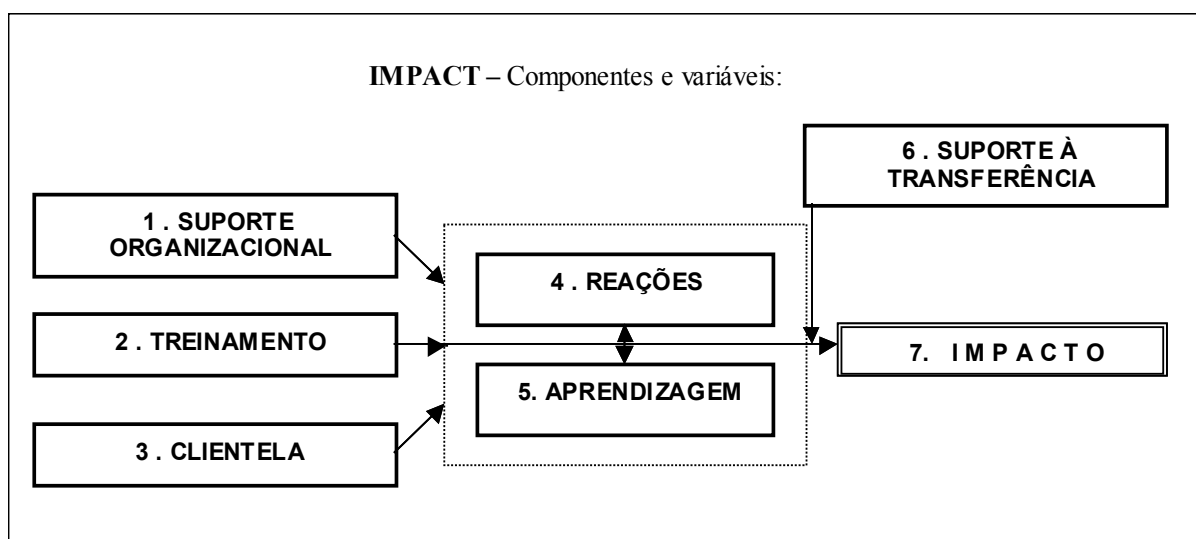 IMPACT – Componentes e variáveis:
6 . SUPORTE À
TRANSFERÊNCIA
1 . SUPORTE
ORGANIZACIONAL
4 . REAÇÕES
2 . TREINAMENTO
7. I M P A C T O
5. APRENDIZAGEM
3 . CLIENTELA